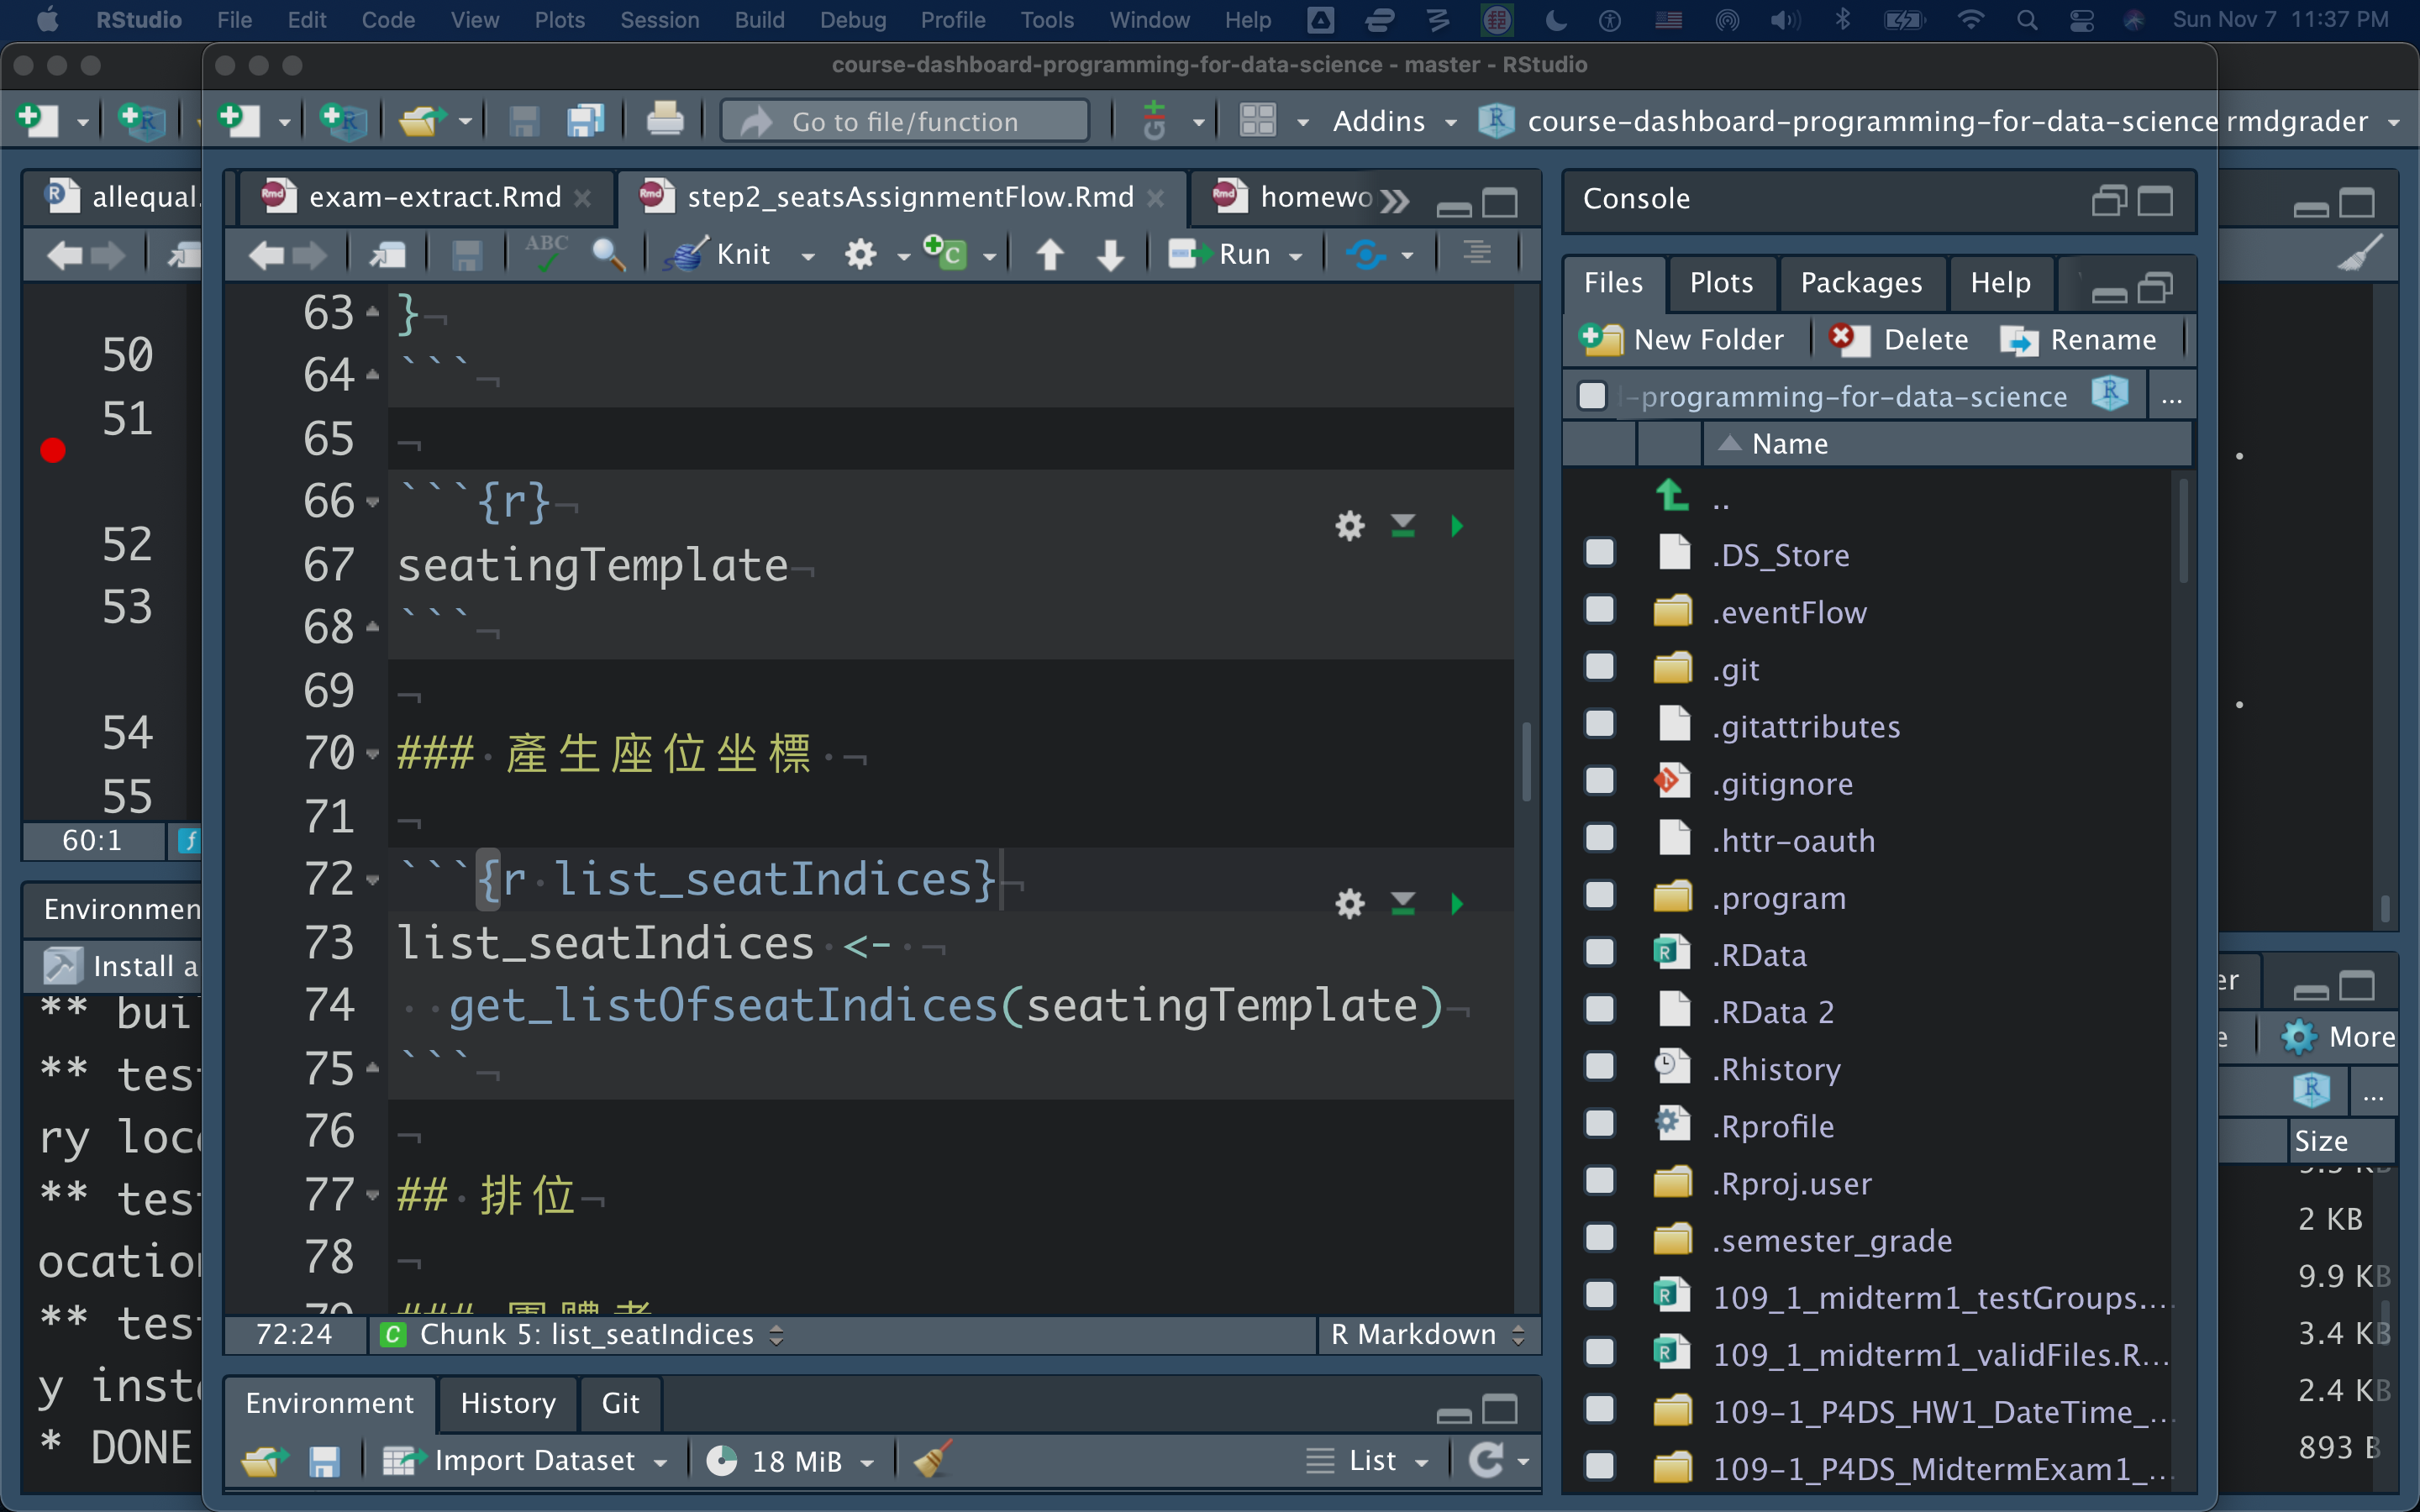 RStudio File Edit Code View Plots Session Build Debug Profile Tools Window Help Sun Nov 7 11:37 PM
course-dashboard-programming-for-data-science - master - RStudio
Go to file/function Addins course-dashboard-programming-for-data-science rmdgrader
allequal.
exam-extract.Rmd step2_seatsAssignmentFlow.Rmd homewo
ABC Knit Run
50
51
52
53
54
55
60:1
63 }
64 ```
65
66 ```{r}
67 seatingTemplate
68 ```
69
70 ### 產生座位坐標
71
72 ```{r list_seatIndices}
73 list_seatIndices <-
74 get_listOfseatIndices(seatingTemplate)
75 ```
76
77 ## 排位
78
79 ### 團體考
72:24 Chunk 5: list_seatIndices R Markdown
Environment History Git
Import Dataset 18 MiB List
Environmen
Install a
** bui
** tes
ry loc
** tes
ocation
** tes
y inst
* DONE
Console
Files Plots Packages Help
New Folder Delete Rename
-programming-for-data-science ...
Name
..
.DS_Store
.eventFlow
.git
.gitattributes
.gitignore
.httr-oauth
.program
.RData
.RData 2
.Rhistory
.Rprofile
.Rproj.user
.semester_grade
109_1_midterm1_testGroups....
109_1_midterm1_validFiles.R...
109-1_P4DS_HW1_DateTime_...
109-1_P4DS_MidtermExam1_...
er
e More
...
Size
2 KB
9.9 KB
3.4 KB
2.4 KB
893 B